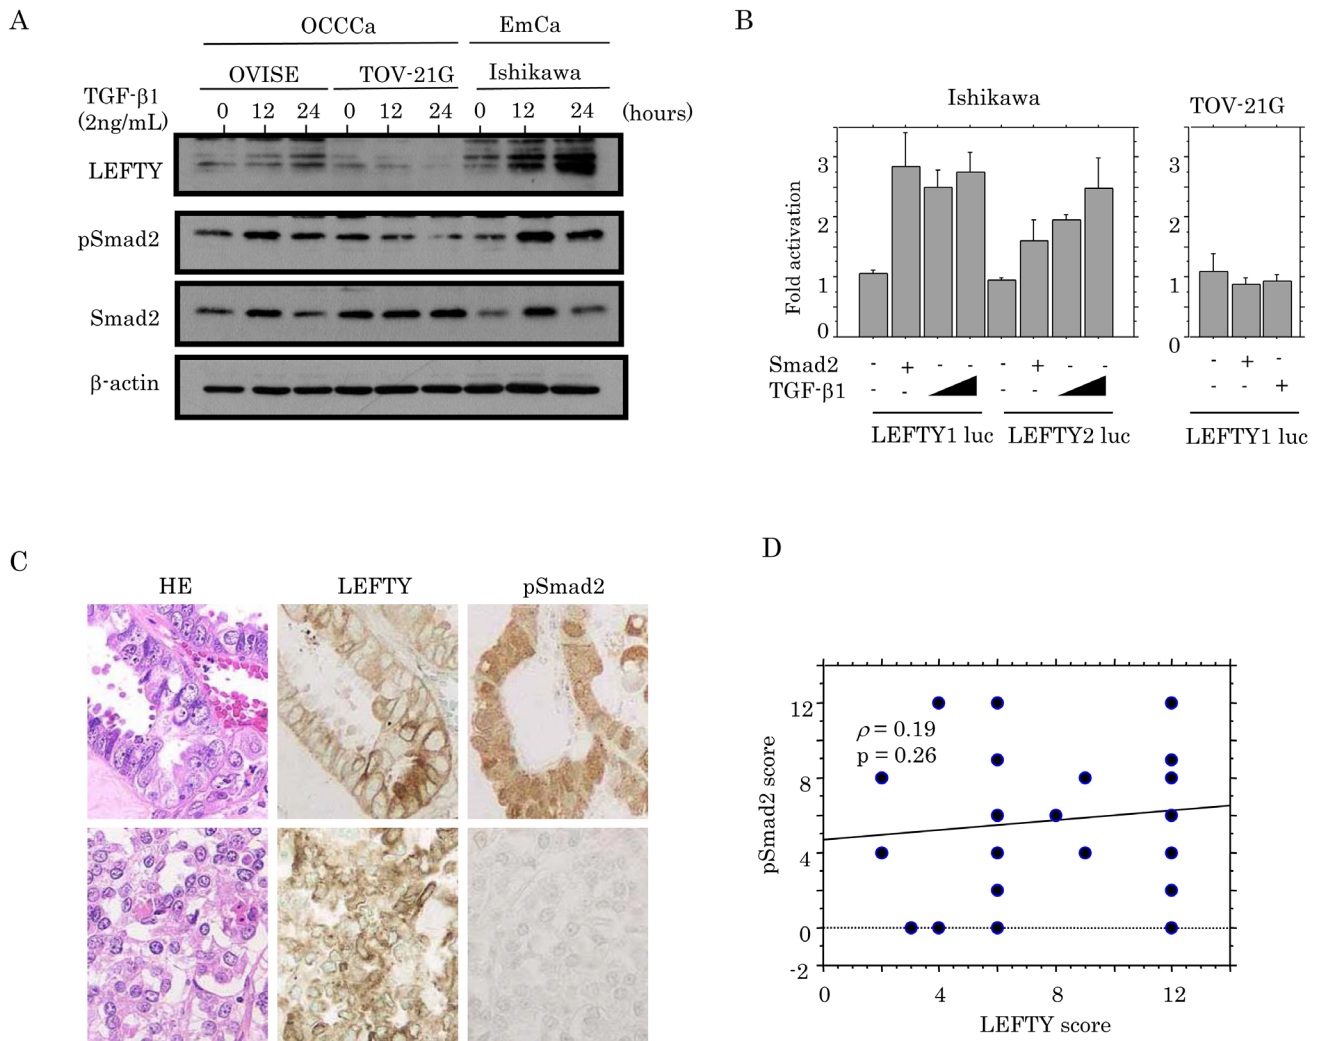 A
OCCCa EmCa
OVISE TOV-21G Ishikawa
TGF-β1
(2ng/mL)
0 12 24 0 12 24 0 12 24 (hours)
LEFTY
pSmad2
Smad2
β-actin
B
Ishikawa
TOV-21G
Fold activation
3
2
1
0
3
2
1
0
Smad2 - + - - - + - - - + -
TGF-β1 - - - - - - +
LEFTY1 luc LEFTY2 luc LEFTY1 luc
C
HE LEFTY pSmad2
D
ρ = 0.19
p = 0.26
pSmad2 score
12
8
4
0
-2
0 4 8 12
LEFTY score